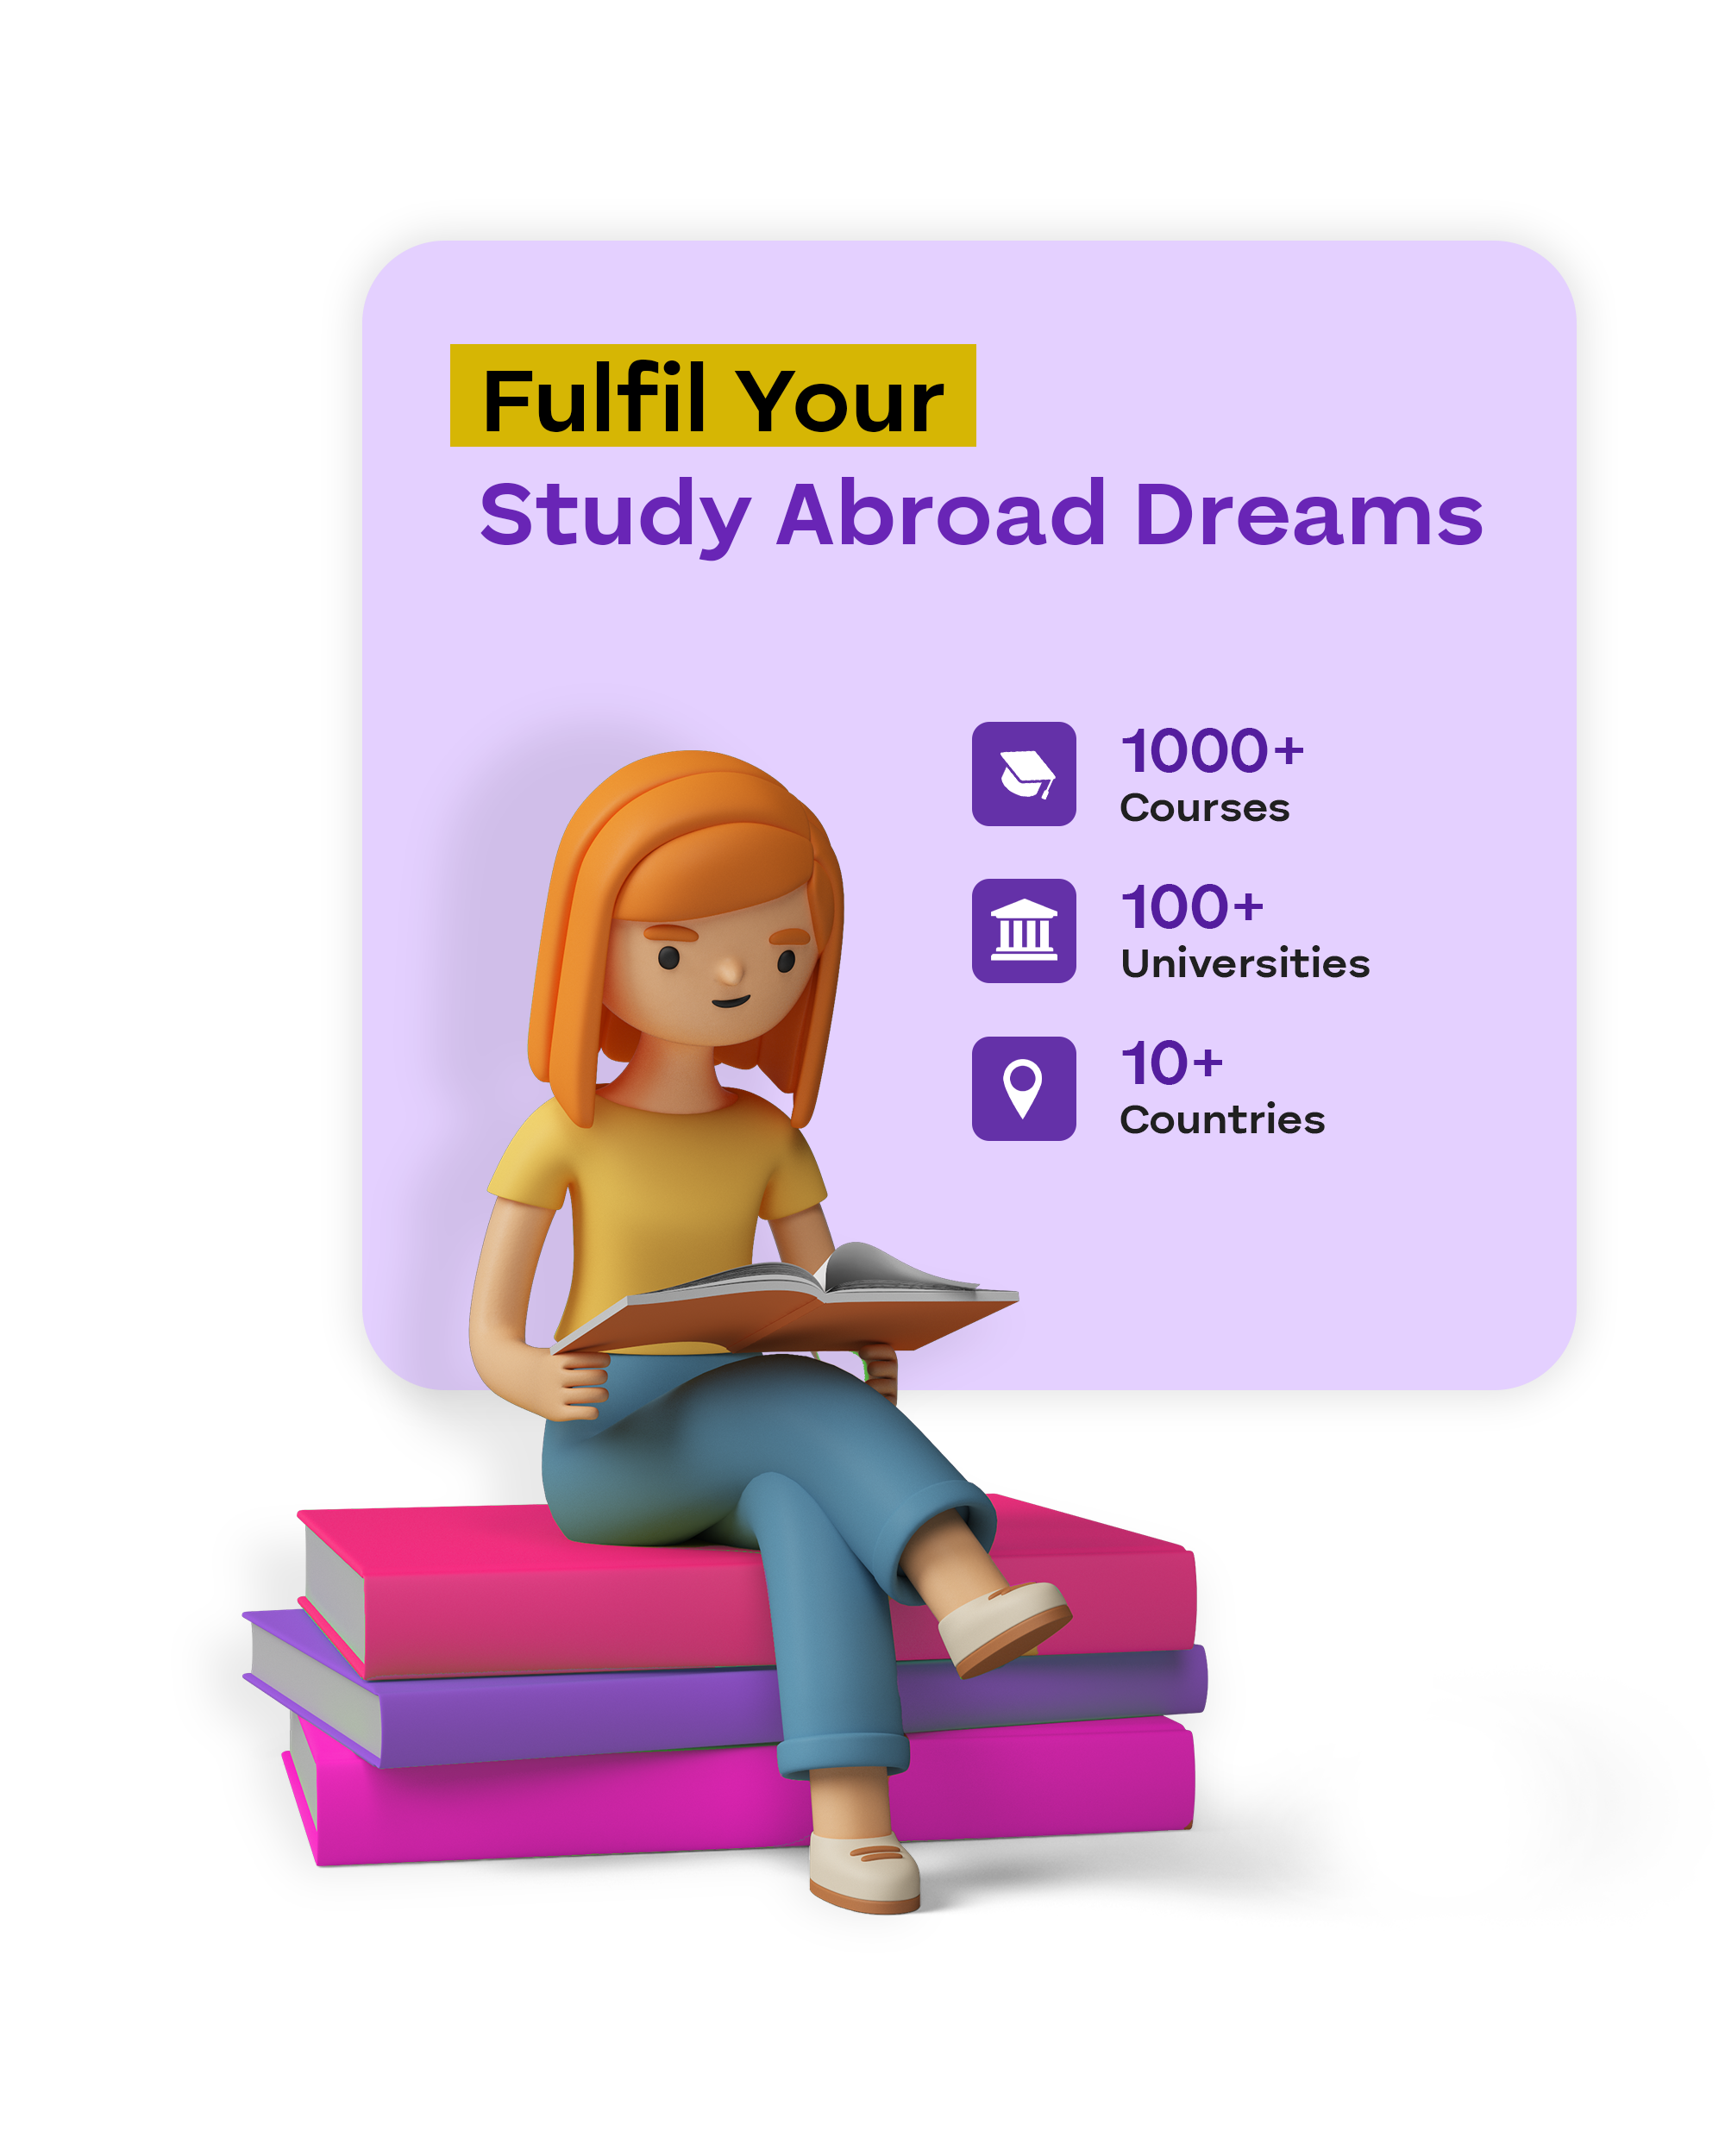 Fulfil Your
Study Abroad Dreams
1000+
Courses
100+
Universities
10+
Countries